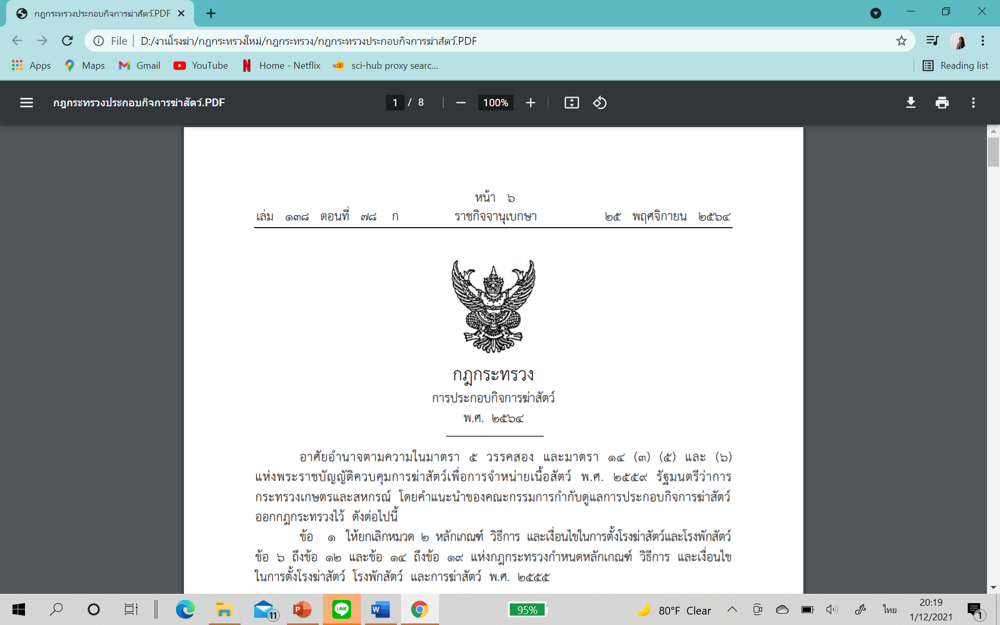 กฎกระทรวงประกอบกิจการฆ่าสัตว์.PDF
File D:/งานโรงฆ่า/กฎกระทรวงใหม่/กฎกระทรวง/กฎกระทรวงประกอบกิจการฆ่าสัตว์.PDF
Apps Maps Gmail YouTube Home - Netflix sci-hub proxy searc... Reading list
กฎกระทรวงประกอบกิจการฆ่าสัตว์.PDF 1 / 8 100%
หน้า ๖
เล่ม ๑๓๘ ตอนที่ ๗๘ ก ราชกิจจานุเบกษา ๒๕ พฤศจิกายน ๒๕๖๔
กฎกระทรวง
การประกอบกิจการฆ่าสัตว์
พ.ศ. ๒๕๖๔
อาศัยอำนาจตามความในมาตรา ๕ วรรคสอง และมาตรา ๑๔ (๓) (๕) และ (๖)
แห่งพระราชบัญญัติควบคุมการฆ่าสัตว์เพื่อการจำหน่ายเนื้อสัตว์ พ.ศ. ๒๕๕๙ รัฐมนตรีว่าการ
กระทรวงเกษตรและสหกรณ์ โดยคำแนะนำของคณะกรรมการกำกับดูแลการประกอบกิจการฆ่าสัตว์
ออกกฎกระทรวงไว้ ดังต่อไปนี้
ข้อ ๑ ให้ยกเลิกหมวด ๒ หลักเกณฑ์ วิธีการ และเงื่อนไขในการตั้งโรงฆ่าสัตว์และโรงพักสัตว์
ข้อ ๖ ถึงข้อ ๑๒ และข้อ ๑๔ ถึงข้อ ๑๙ แห่งกฎกระทรวงกำหนดหลักเกณฑ์ วิธีการ และเงื่อนไข
ในการตั้งโรงฆ่าสัตว์ โรงพักสัตว์ และการฆ่าสัตว์ พ.ศ. ๒๕๕๕
11 P LINE W 95% 80°F Clear ไทย 20:19
1/12/2021 1